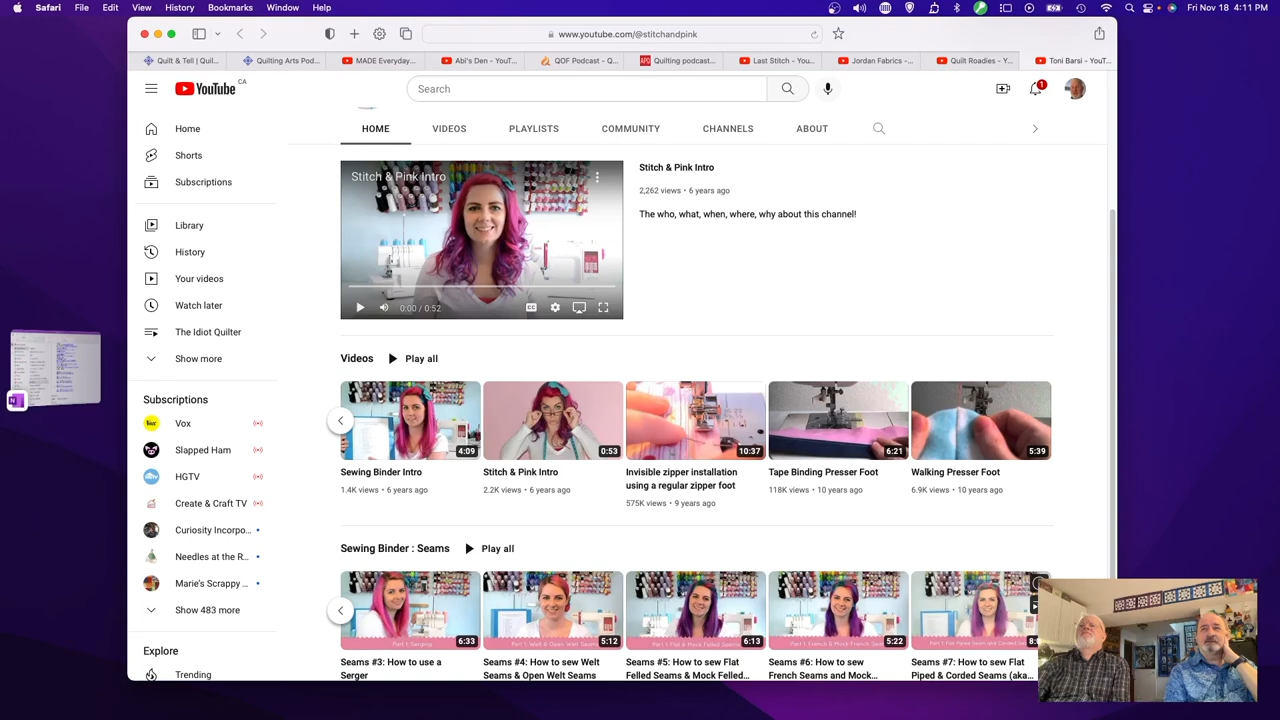 Safari File Edit View History Bookmarks Window Help
Fri Nov 18 4:11 PM
www.youtube.com/@stitchandpink
Quilt & Tell | Quil...
Quilting Arts Pod...
MADE Everyday...
Abi's Den - YouT...
QOF Podcast - Q...
Quilting podcast...
Last Stitch - You...
Jordan Fabrics -...
Quilt Roadies - Y...
Toni Barsi - YouT...
YouTube CA
Search
1
HOME VIDEOS PLAYLISTS COMMUNITY CHANNELS ABOUT
Home
Shorts
Subscriptions
Library
History
Your videos
Watch later
The Idiot Quilter
Show more
Subscriptions
Vox
Slapped Ham
HGTV
Create & Craft TV
Curiosity Incorpo...
Needles at the R...
Marie's Scrappy ...
Show 483 more
Explore
Trending
Stitch & Pink Intro
0:00 / 0:52
Stitch & Pink Intro
2,262 views • 6 years ago
The who, what, when, where, why about this channel!
Videos Play all
4:09
Sewing Binder Intro
1.4K views • 6 years ago
0:53
Stitch & Pink Intro
2.2K views • 6 years ago
10:37
Invisible zipper installation
using a regular zipper foot
575K views • 9 years ago
6:21
Tape Binding Presser Foot
118K views • 10 years ago
5:39
Walking Presser Foot
6.9K views • 10 years ago
Sewing Binder : Seams Play all
6:33
Seams #3: How to use a
Serger
5:12
Seams #4: How to sew Welt
Seams & Open Welt Seams
6:13
Seams #5: How to sew Flat
Felled Seams & Mock Felled...
5:22
Seams #6: How to sew
French Seams and Mock...
Seams #7: How to sew Flat
Piped & Corded Seams (aka...